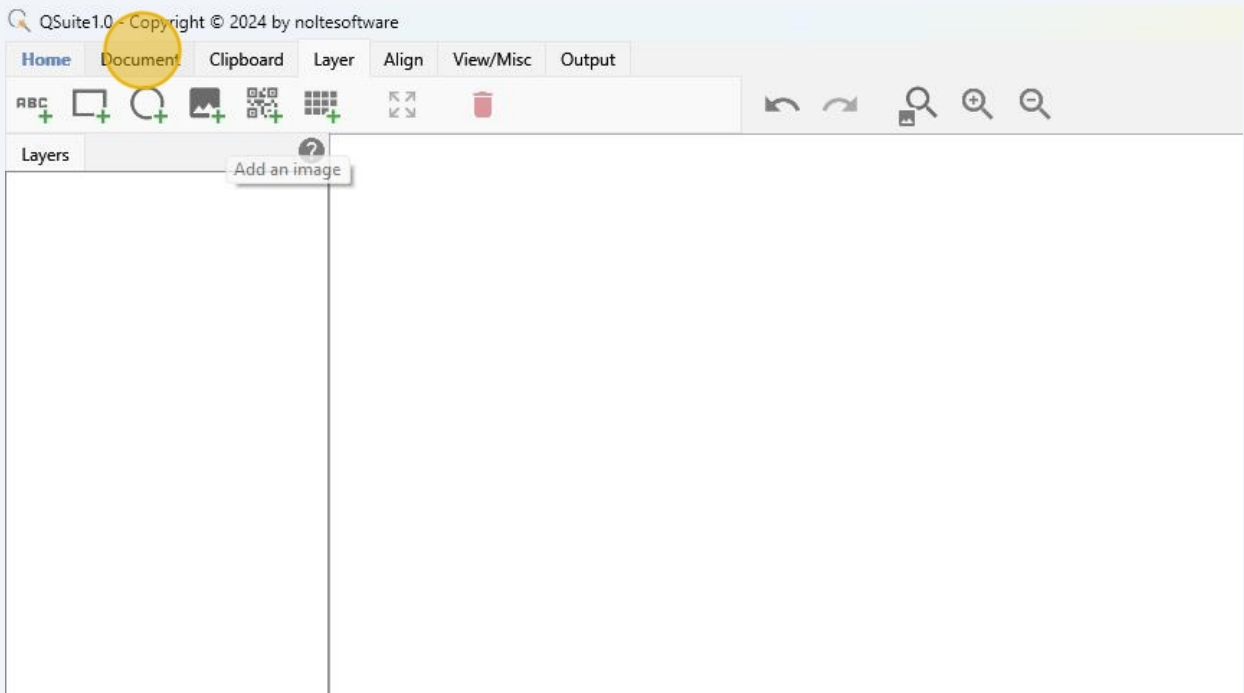 QSuite1.0 - Copyright © 2024 by noltesoftware
Home Document Clipboard Layer Align View/Misc Output
ABC
Layers ?
Add an image